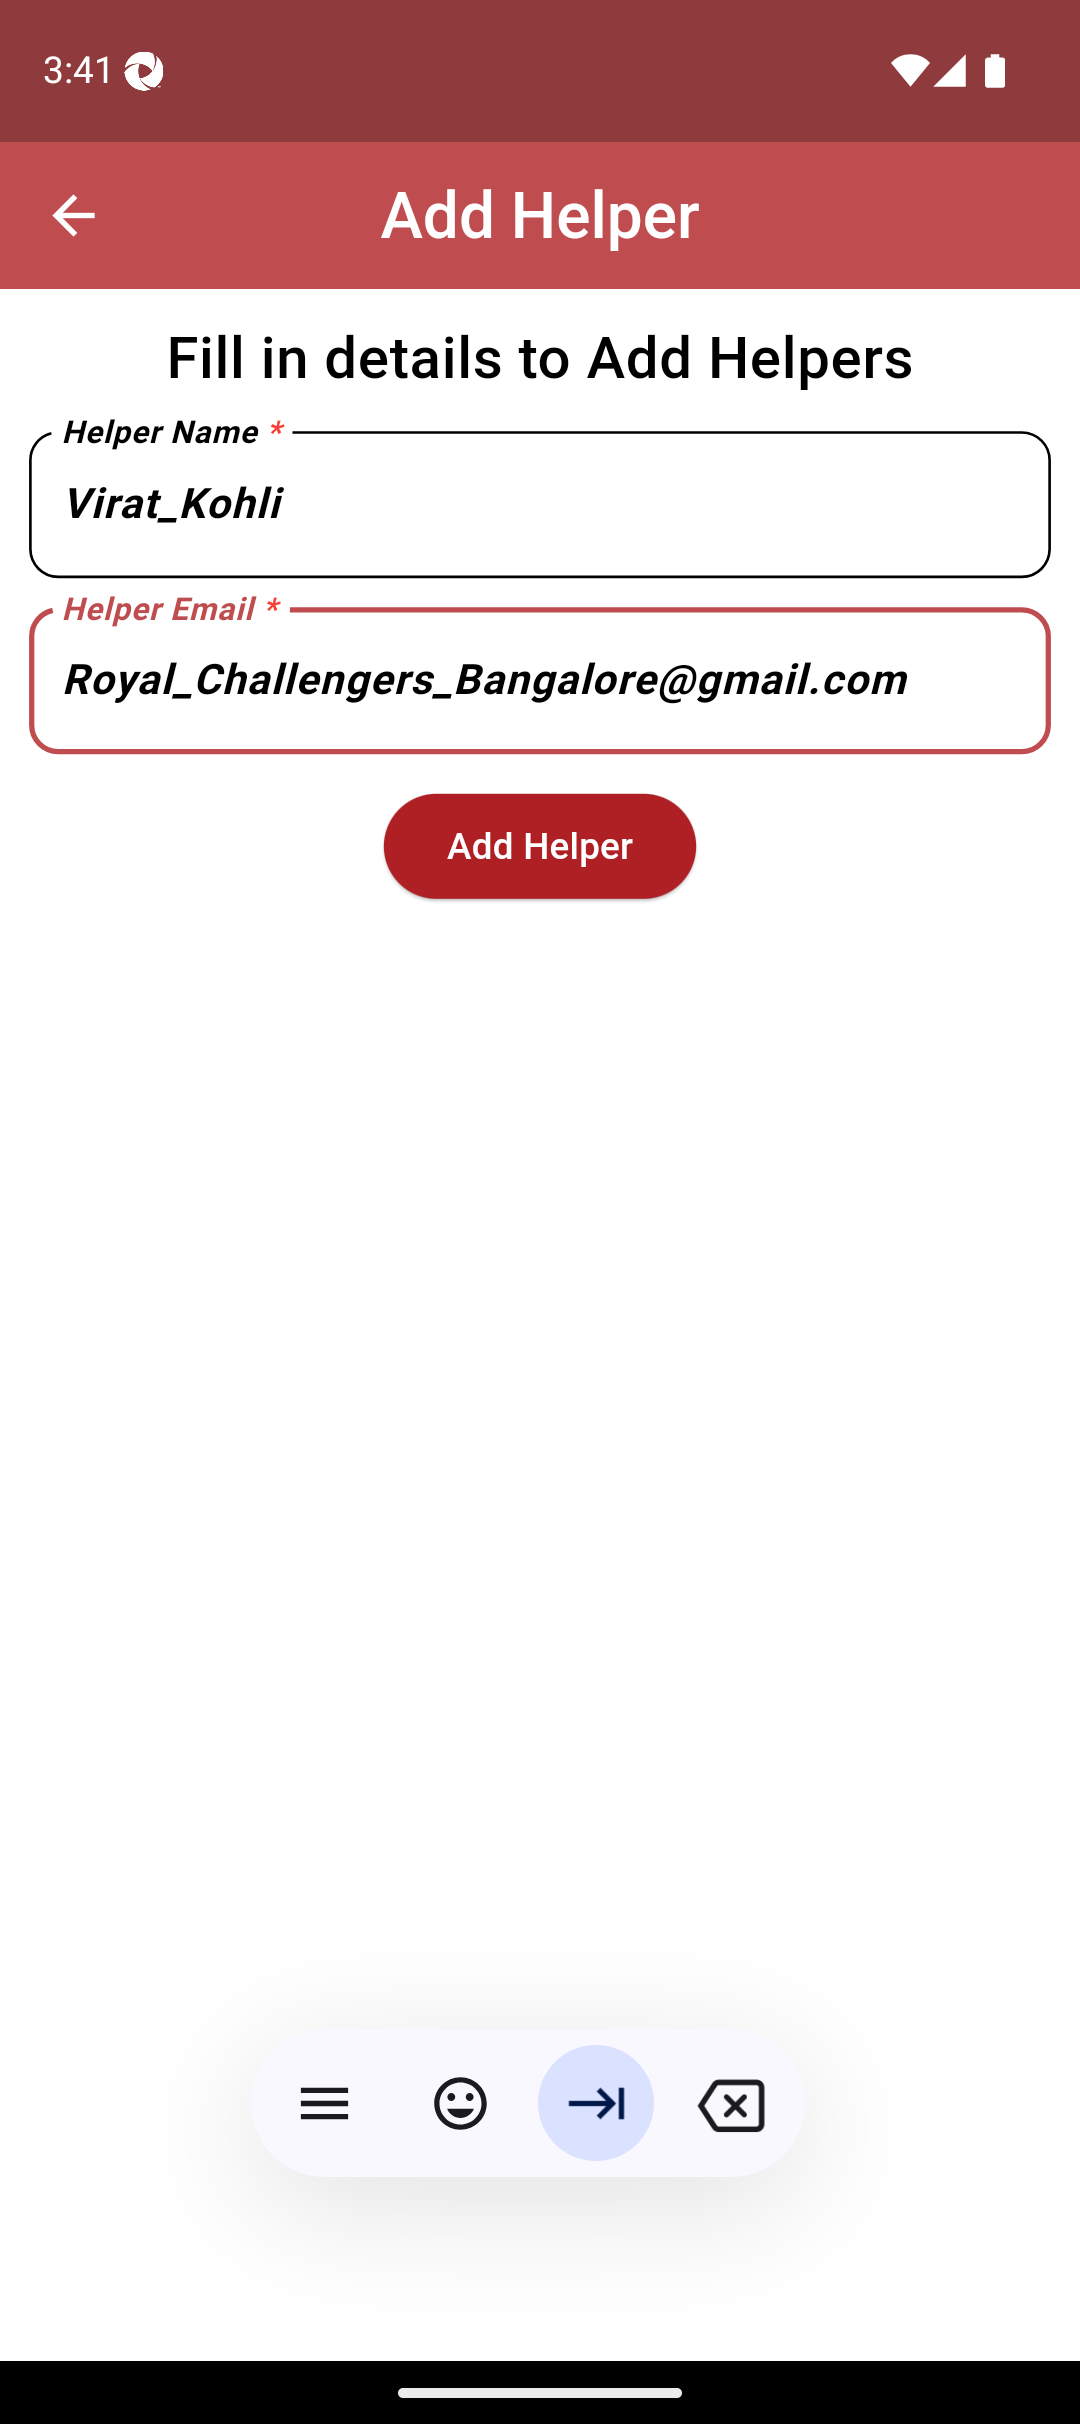 3:41
Add Helper
Fill in details to Add Helpers
Helper Name *
Virat_Kohli
Helper Email *
Royal_Challengers_Bangalore@gmail.com
Add Helper